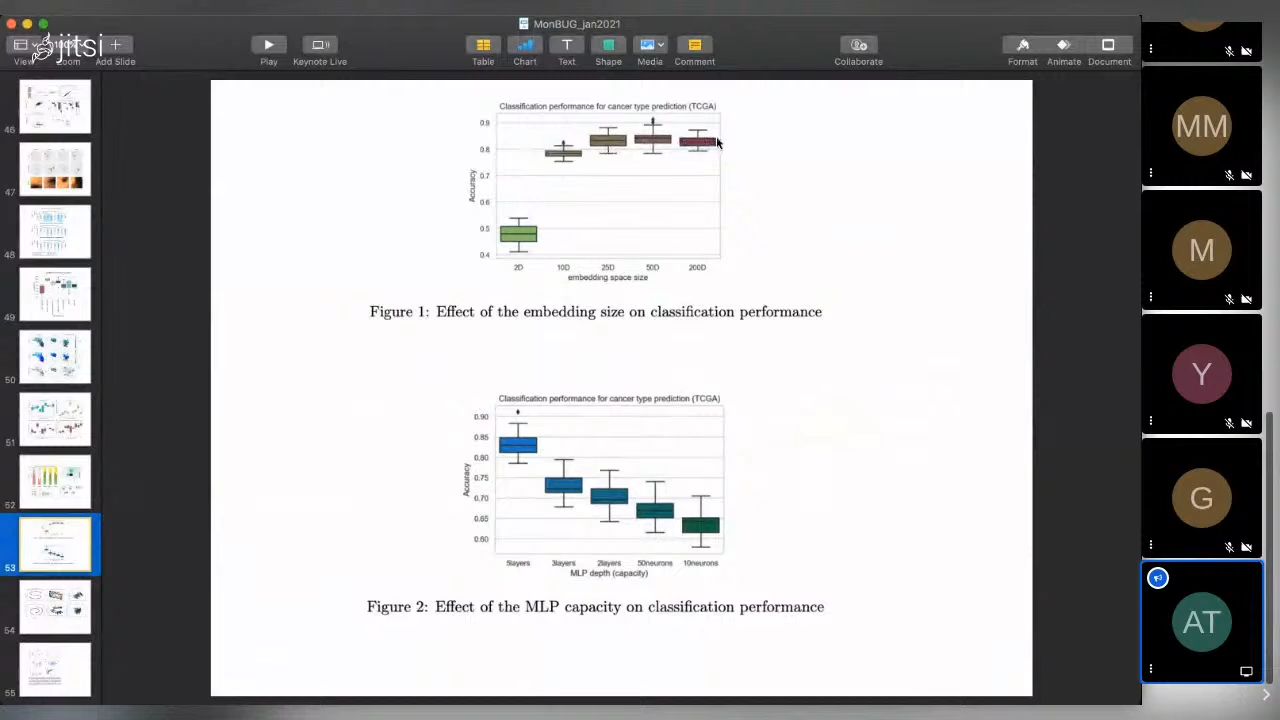 MonBUG_jan2021
jitsi
View
Zoom
Add Slide
Play
Keynote Live
Table
Chart
Text
Shape
Media
Comment
Collaborate
Format
Animate
Document
46
47
48
49
50
51
52
53
54
55
Classification performance for cancer type prediction (TCGA)
Accuracy
0.9
0.8
0.7
0.6
0.5
0.4
2D 10D 25D 50D 200D
embedding space size
Figure 1: Effect of the embedding size on classification performance
Classification performance for cancer type prediction (TCGA)
Accuracy
0.90
0.85
0.80
0.75
0.70
0.65
0.60
5layers 3layers 2layers 50neurons 10neurons
MLP depth (capacity)
Figure 2: Effect of the MLP capacity on classification performance
MM
M
Y
G
AT